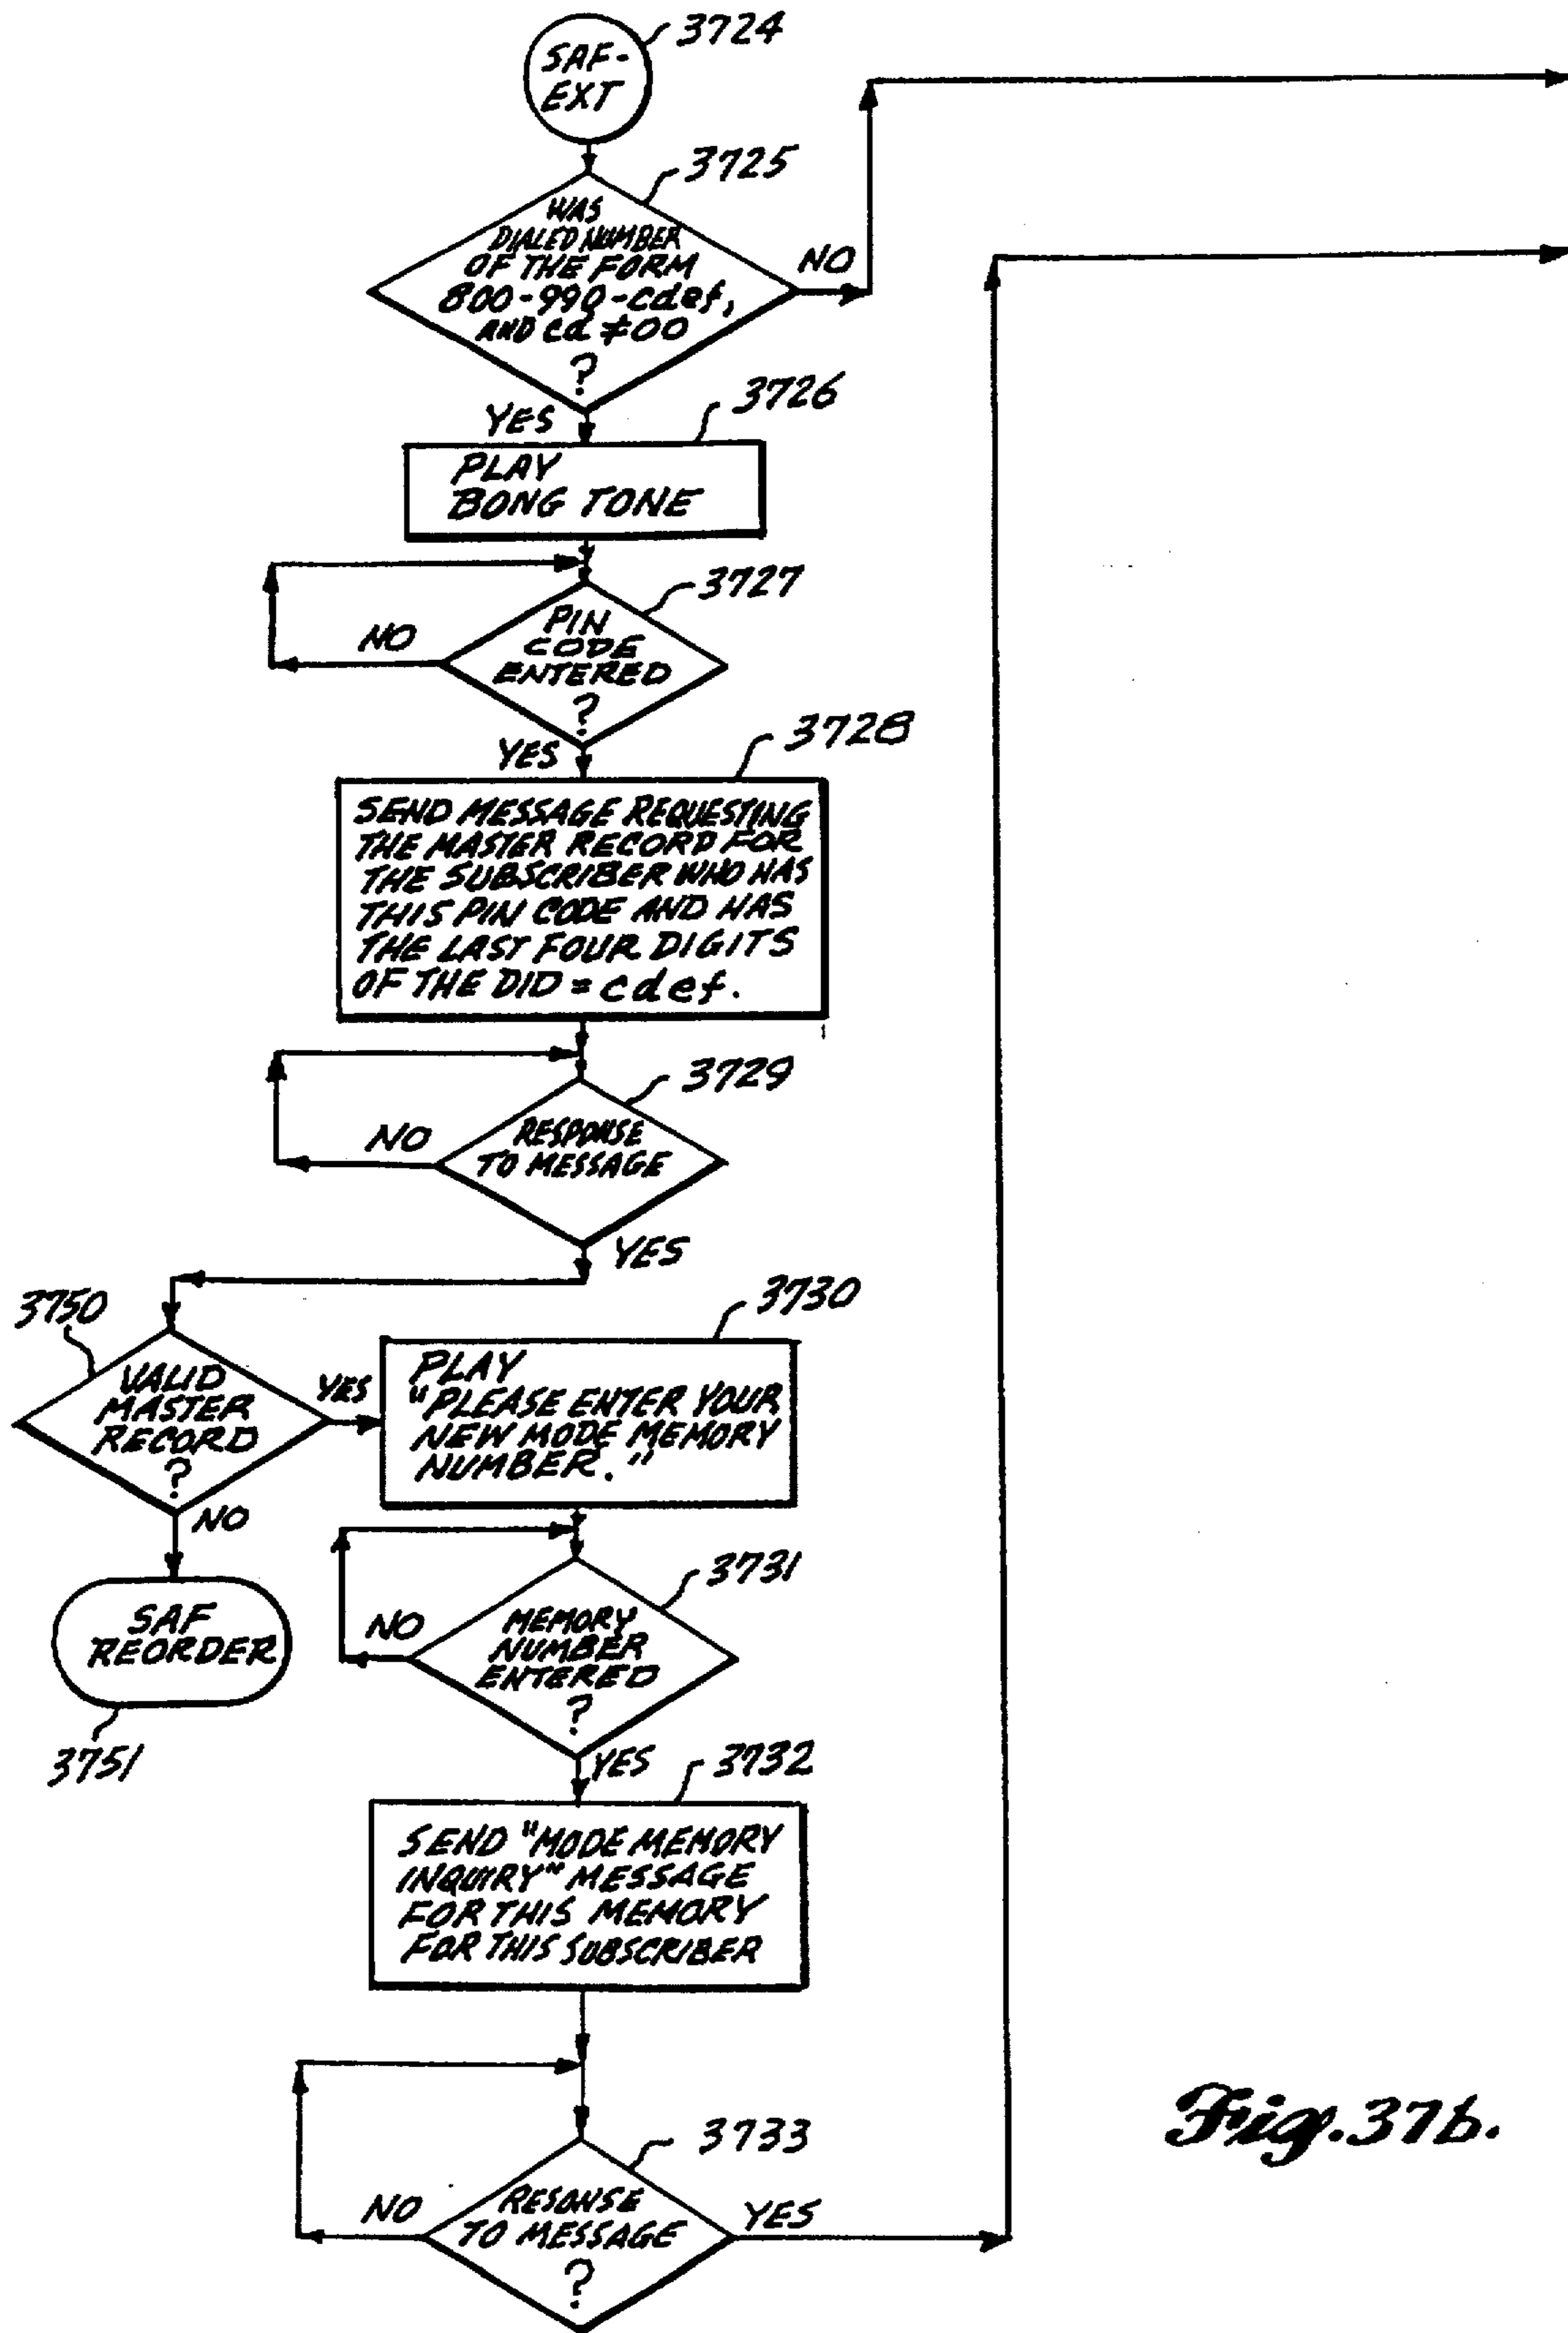 3724
SAF-
EXT
3725
WAS
DIALED NUMBER
OF THE FORM
800-990-cdef,
AND cd ≠00
?
NO
YES
3726
PLAY
BONG TONE
3727
PIN
CODE
ENTERED
?
NO
YES
3728
SEND MESSAGE REQUESTING
THE MASTER RECORD FOR
THE SUBSCRIBER WHO HAS
THIS PIN CODE AND HAS
THE LAST FOUR DIGITS
OF THE DID = cdef.
3729
RESPONSE
TO MESSAGE
NO
YES
3750
VALID
MASTER
RECORD
?
YES
NO
3730
PLAY
"PLEASE ENTER YOUR
NEW MODE MEMORY
NUMBER."
SAF
REORDER
3751
3731
MEMORY
NUMBER
ENTERED
?
NO
YES
3732
SEND "MODE MEMORY
INQUIRY" MESSAGE
FOR THIS MEMORY
FOR THIS SUBSCRIBER
3733
RESONSE
TO MESSAGE
?
NO
YES
Fig. 37b.